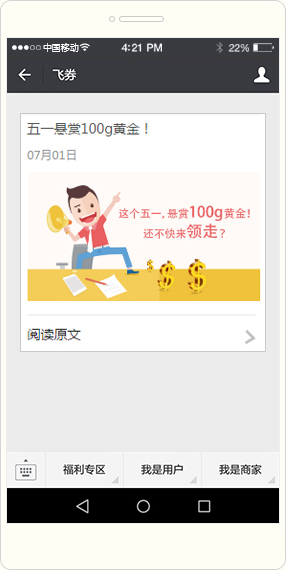 中国移动 4:21 PM 22%
飞券
五一悬赏100g黄金！
07月01日
这个五一,悬赏100g黄金!
还不快来领走?
阅读原文
福利专区 我是用户 我是商家